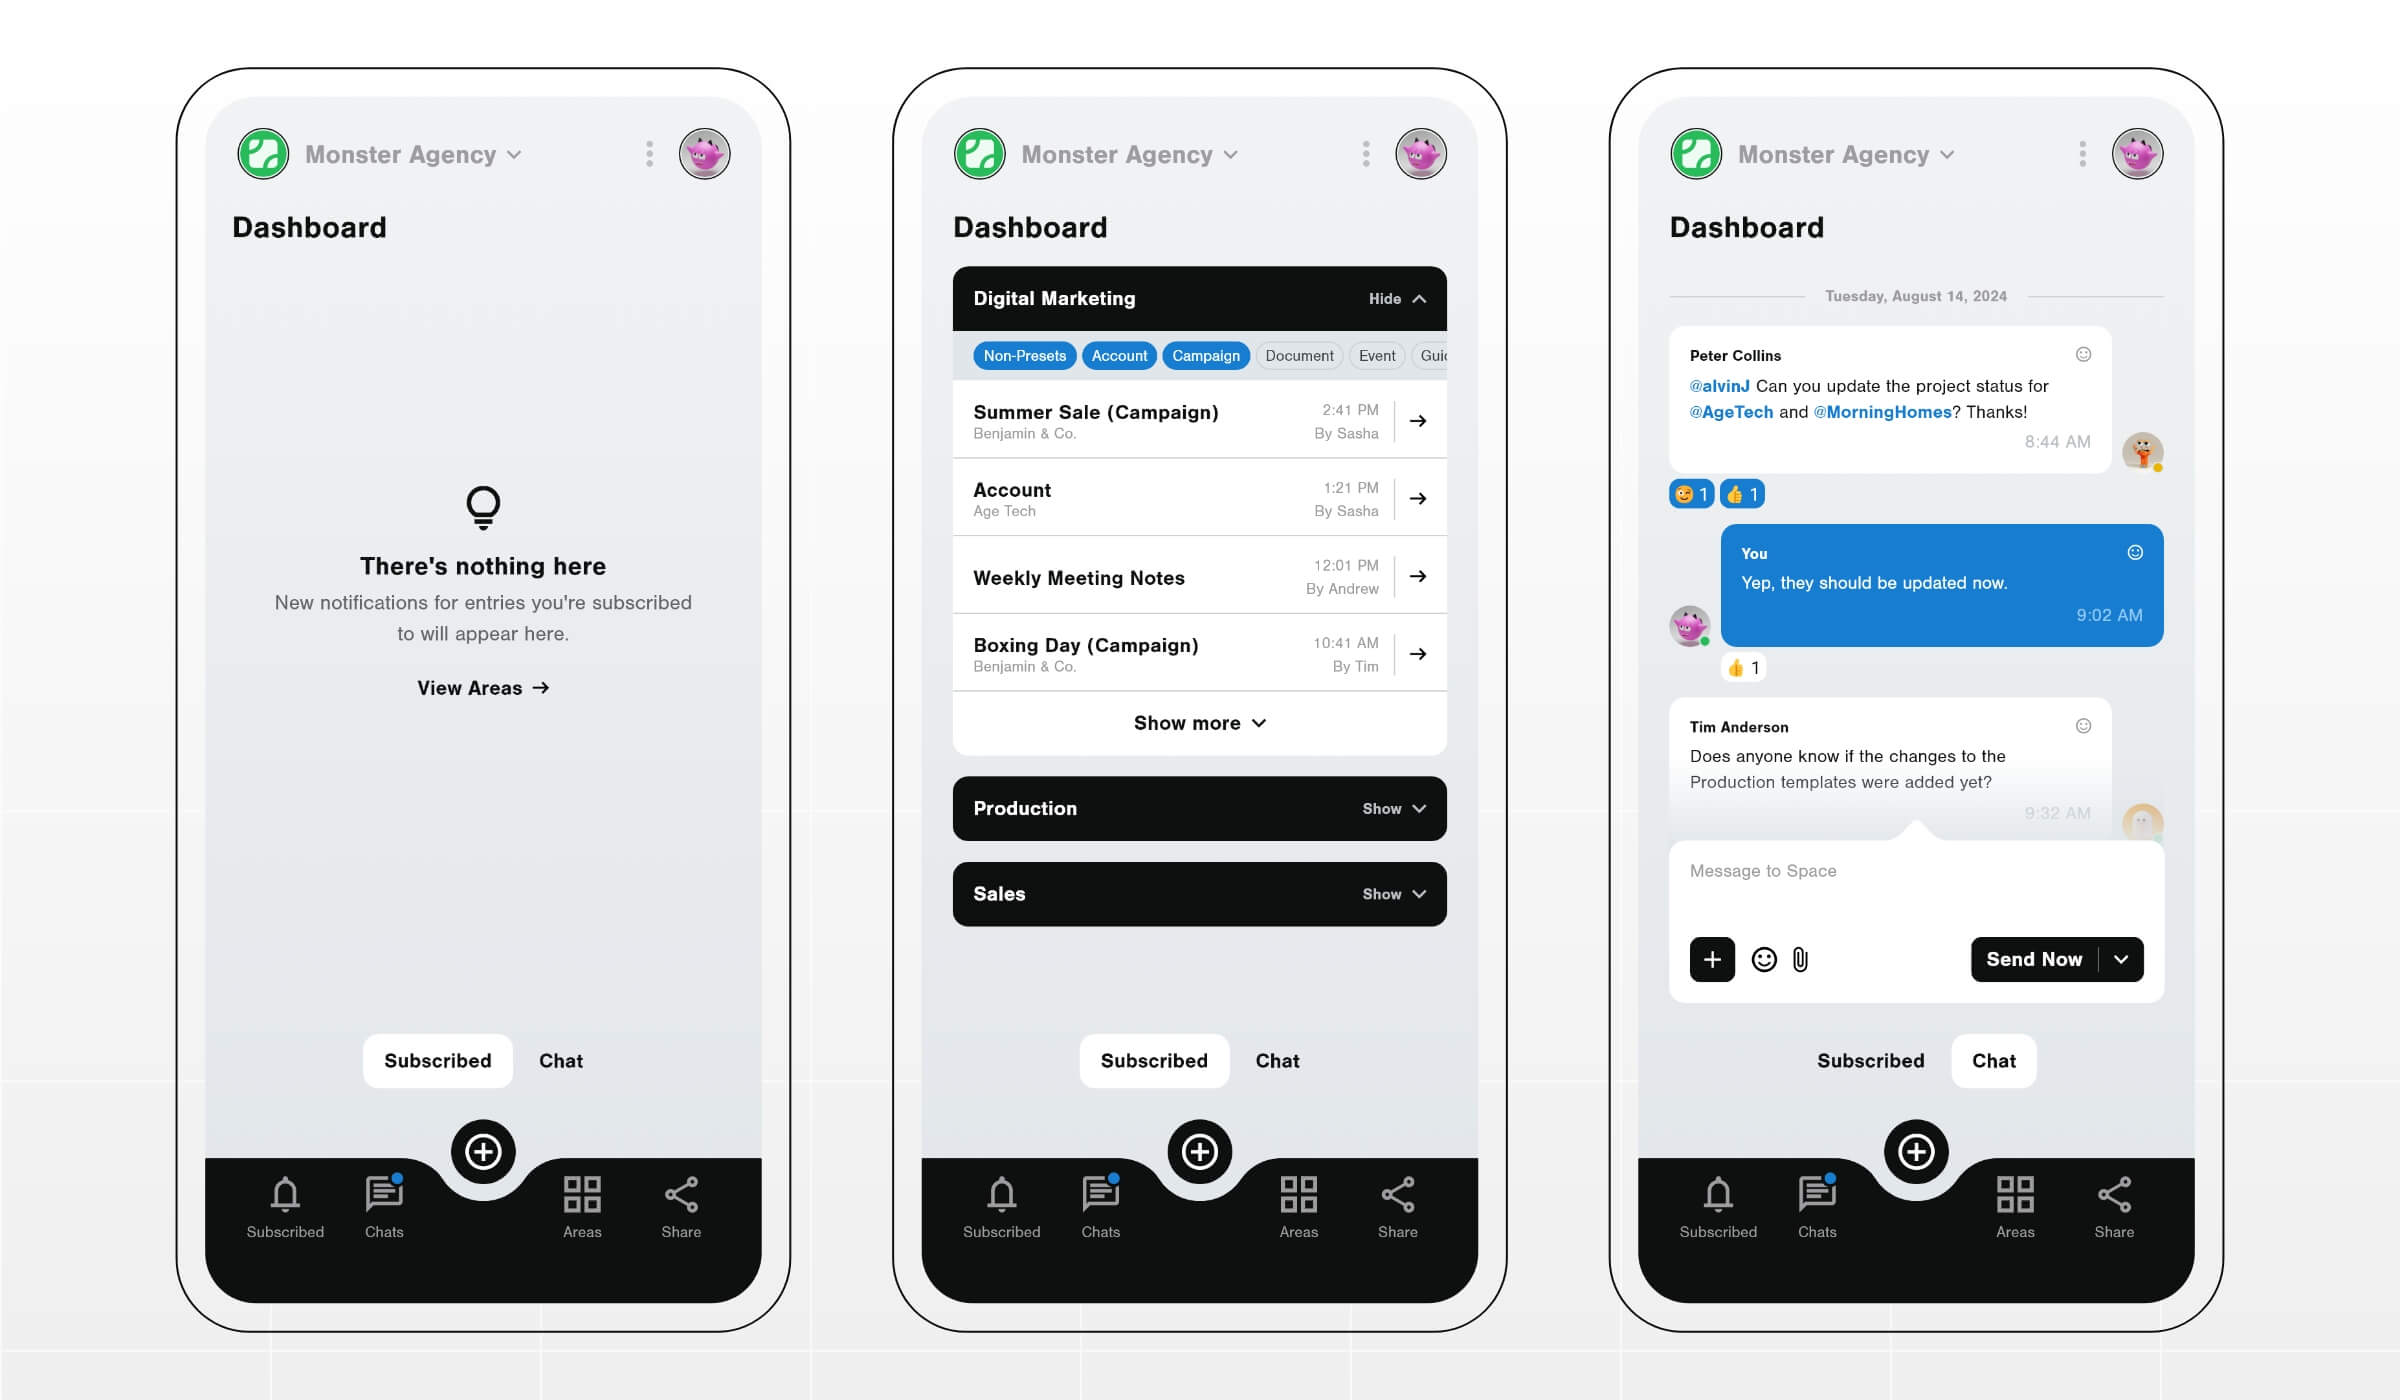 Monster Agency
Dashboard
There's nothing here
New notifications for entries you're subscribed
to will appear here.
View Areas
Subscribed Chat
Subscribed Chats Areas Share
Monster Agency
Dashboard
Digital Marketing Hide
Non-Presets Account Campaign Document Event
Summer Sale (Campaign) 2:41 PM
Benjamin & Co. By Sasha
Account 1:21 PM
Age Tech By Sasha
12:01 PM
Weekly Meeting Notes
By Andrew
Boxing Day (Campaign) 10:41 AM
Benjamin & Co. By Tim
Show more
Production Show
Sales Show
Subscribed Chat
Subscribed Chats Areas Share
Monster Agency
Dashboard
Tuesday, August 14, 2024
Peter Collins
@alvinJ Can you update the project status for
@AgeTech and @MorningHomes? Thanks!
8:44 AM
1 1
You
Yep, they should be updated now.
9:02 AM
1
Tim Anderson
Does anyone know if the changes to the
Production templates were added yet?
9:32 AM
Message to Space
Send Now
Subscribed Chat
Subscribed Chats Areas Share